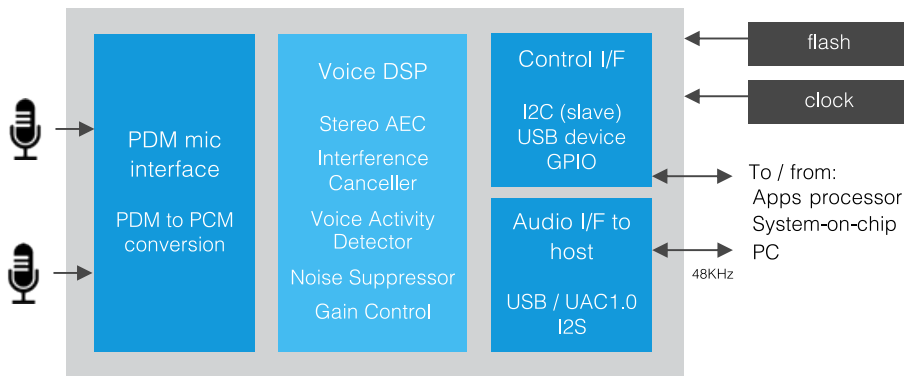 PDM mic
interface
PDM to PCM
conversion
Voice DSP
Stereo AEC
Interference
Canceller
Voice Activity
Detector
Noise Suppressor
Gain Control
Control I/F
I2C (slave)
USB device
GPIO
Audio I/F to
host
USB / UAC1.0
I2S
flash
clock
To / from:
Apps processor
System-on-chip
PC
48KHz